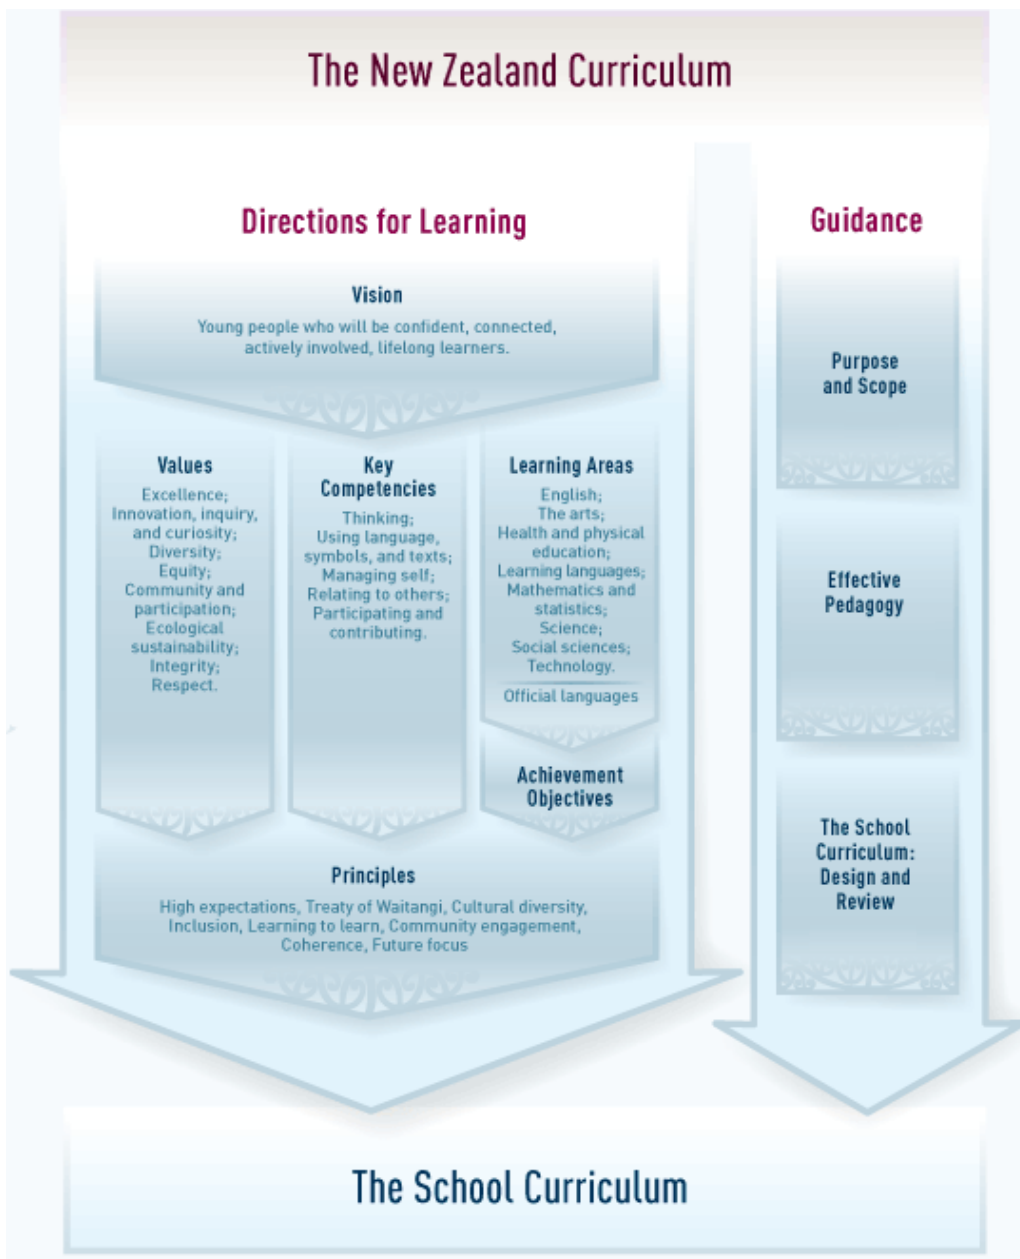 The New Zealand Curriculum
Directions for Learning
Vision
Young people who will be confident, connected,
actively involved, lifelong learners.
Values
Excellence;
Innovation, inquiry,
and curiosity;
Diversity;
Equity;
Community and
participation;
Ecological
sustainability;
Integrity;
Respect.
Key
Competencies
Thinking;
Using language,
symbols, and texts;
Managing self;
Relating to others;
Participating and
contributing.
Learning Areas
English;
The arts;
Health and physical
education;
Learning languages;
Mathematics and
statistics;
Science;
Social sciences;
Technology.
Official languages
Achievement
Objectives
Principles
High expectations, Treaty of Waitangi, Cultural diversity,
Inclusion, Learning to learn, Community engagement,
Coherence, Future focus
Guidance
Purpose
and Scope
Effective
Pedagogy
The School
Curriculum:
Design and
Review
The School Curriculum